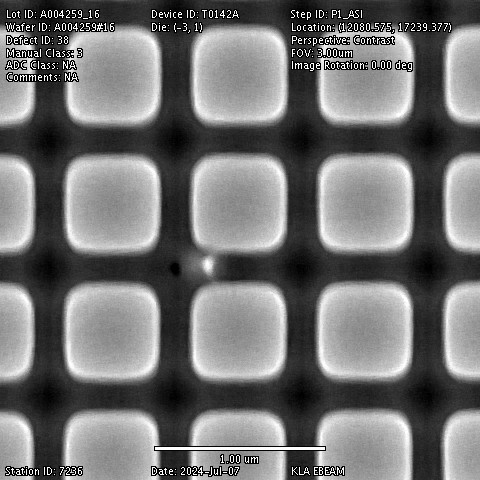 Lot ID: A004259_16
Device ID: T0142A
Step ID: P1_ASI
Wafer ID: A004259#16
Die: (-3, 1)
Location: (12080.575, 17239.377)
Defect ID: 38
Perspective: Contrast
Manual Class: 3
FOV: 3.00um
ADC Class: NA
Image Rotation: 0.00 deg
Comments: NA
1.00 um
Station ID: 7236
Date: 2024-Jul-07
KLA EBEAM